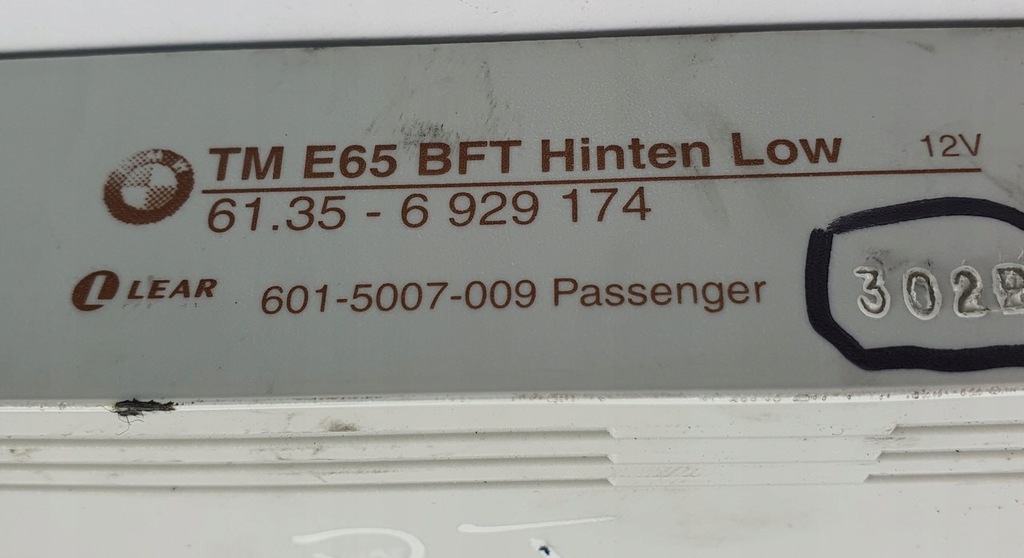 TM E65 BFT Hinten Low 12V
61.35 - 6 929 174
LEAR 601-5007-009 Passenger
302